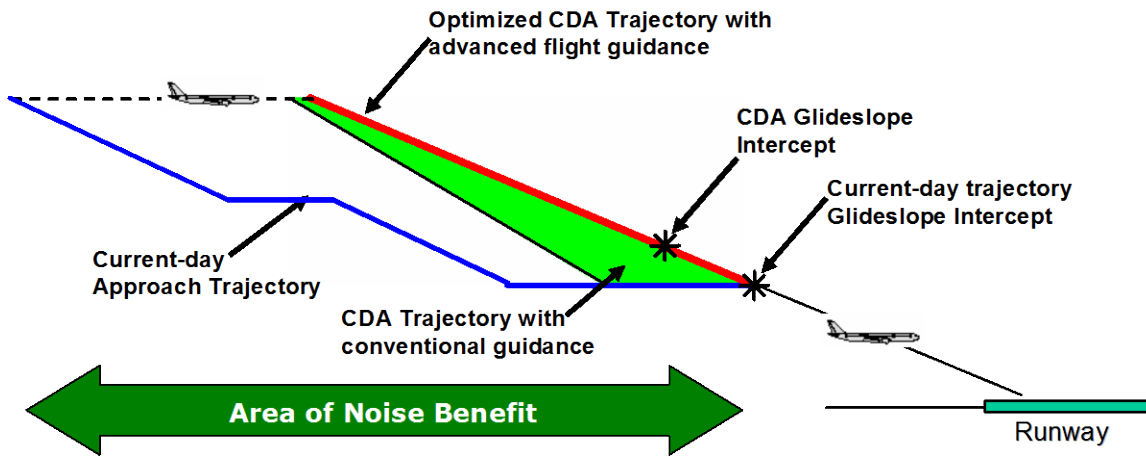 Optimized CDA Trajectory with
advanced flight guidance
CDA Glideslope
Intercept
Current-day trajectory
Glideslope Intercept
Current-day
Approach Trajectory
CDA Trajectory with
conventional guidance
Area of Noise Benefit
Runway